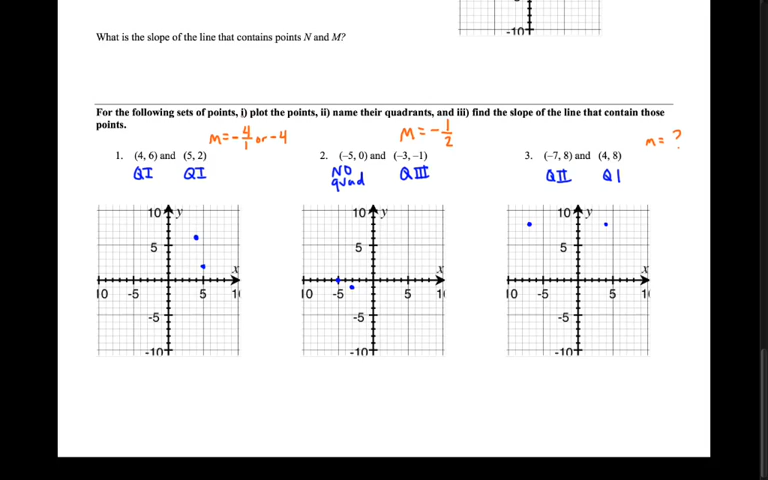 -10
What is the slope of the line that contains points N and M?
For the following sets of points, i) plot the points, ii) name their quadrants, and iii) find the slope of the line that contain those
points.
m = -4/1 or -4
m = -1/2
m = ?
1. (4, 6) and (5, 2)
2. (−5, 0) and (−3, −1)
3. (−7, 8) and (4, 8)
QI QI
NO
quad QIII
QII QI
10 y
5
x
10 -5 5 1
-5
-10
10 y
5
x
10 -5 5 1
-5
-10
10 y
5
x
10 -5 5 1
-5
-10